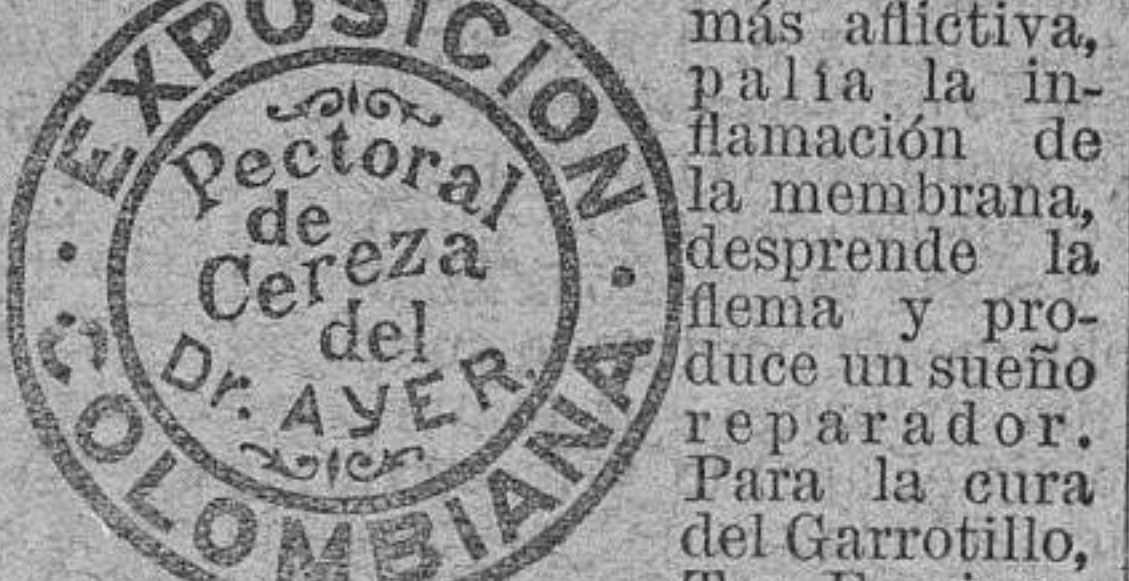 EXPOSICION
COLOMBIANA
Pectoral
de
Cereza
del
Dr. AYER.
más aflictiva,
palía la in-
flamación de
la membrana,
desprende la
flema y pro-
duce un sueño
reparador.
Para la cura
del Garrotillo,